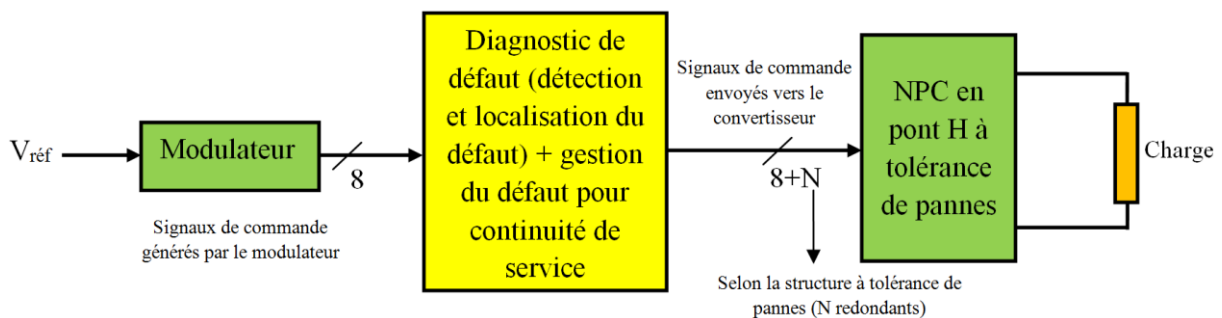 V réf
Modulateur
8
Signaux de commande
générés par le modulateur
Diagnostic de
défaut (détection
et localisation du
défaut) + gestion
du défaut pour
continuité de
service
Signaux de commande
envoyés vers le
convertisseur
8+N
Selon la structure à tolérance de
pannes (N redondants)
NPC en
pont H à
tolérance
de pannes
Charge